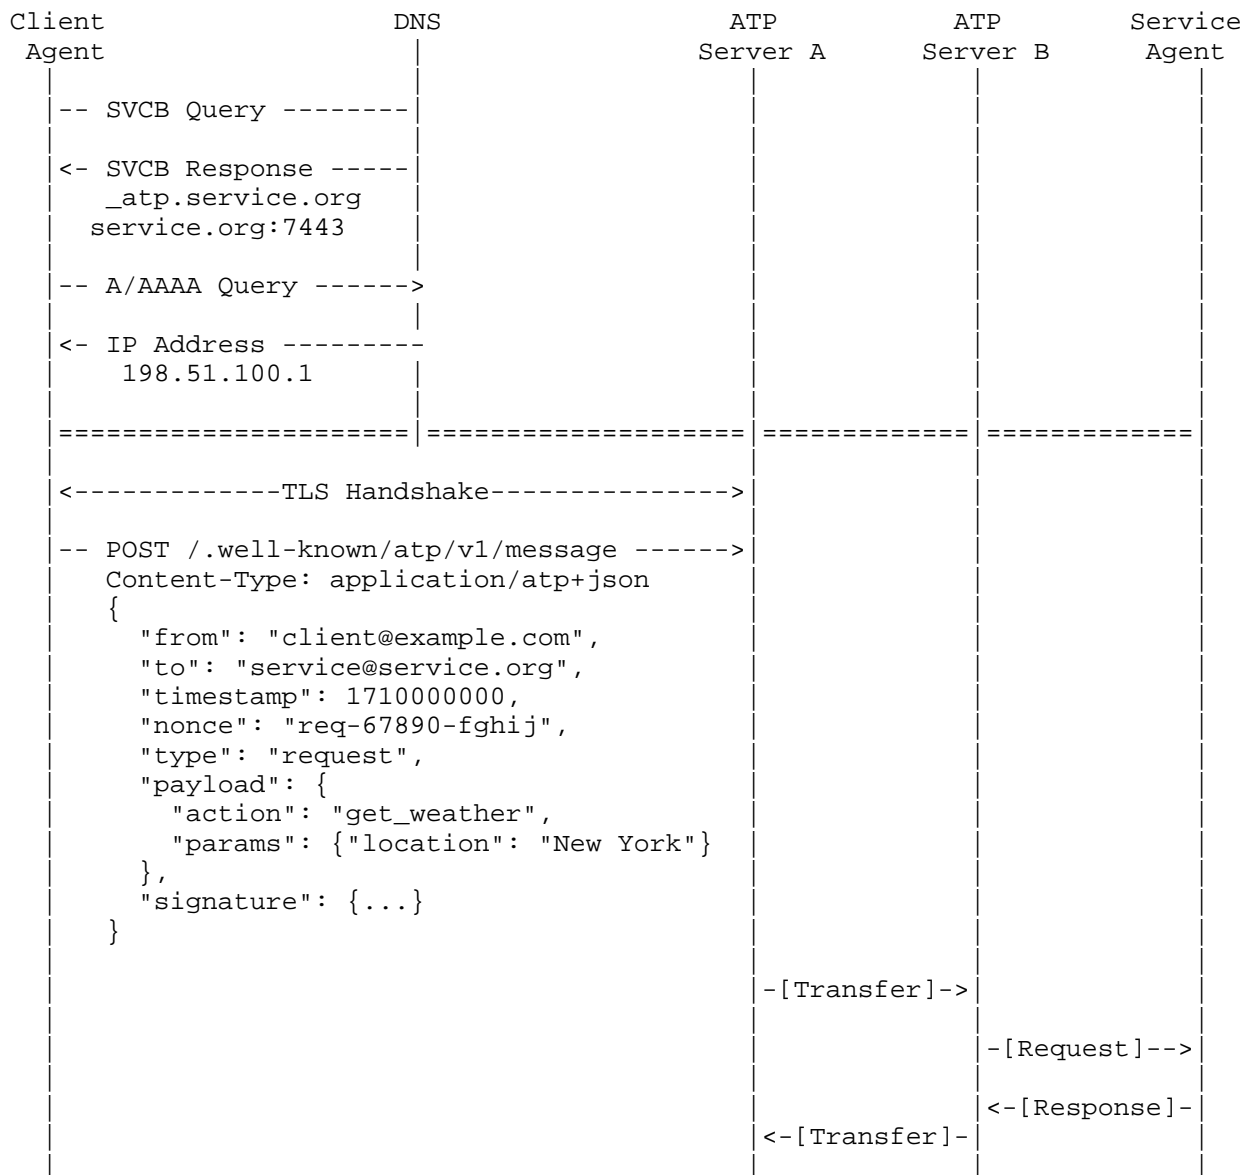 Client                  DNS                  ATP           ATP          Service
 Agent                   |                 Server A      Server B      Agent
  |                      |                    |             |             |
  |-- SVCB Query --------|                    |             |             |
  |                      |                    |             |             |
  |<- SVCB Response -----|                    |             |             |
  |   _atp.service.org   |                    |             |             |
  |  service.org:7443    |                    |             |             |
  |                      |                    |             |             |
  |-- A/AAAA Query ------>                    |             |             |
  |                      |                    |             |             |
  |<- IP Address ---------                    |             |             |
  |    198.51.100.1      |                    |             |             |
  |                      |                    |             |             |
  |======================|====================|=============|=============|
  |                                           |             |             |
  |<-------------TLS Handshake--------------->|             |             |
  |                                           |             |             |
  |-- POST /.well-known/atp/v1/message ------>|             |             |
  |   Content-Type: application/atp+json      |             |             |
  |   {                                       |             |             |
  |     "from": "client@example.com",         |             |             |
  |     "to": "service@service.org",          |             |             |
  |     "timestamp": 1710000000,              |             |             |
  |     "nonce": "req-67890-fghij",           |             |             |
  |     "type": "request",                    |             |             |
  |     "payload": {                          |             |             |
  |       "action": "get_weather",            |             |             |
  |       "params": {"location": "New York"}  |             |             |
  |     },                                    |             |             |
  |     "signature": {...}                    |             |             |
  |   }                                       |             |             |
  |                                           |             |             |
  |                                           |-[Transfer]->|             |
  |                                           |             |             |
  |                                           |             |-[Request]-->|
  |                                           |             |             |
  |                                           |             |<-[Response]-|
  |                                           |<-[Transfer]-|             |
  |                                           |             |             |